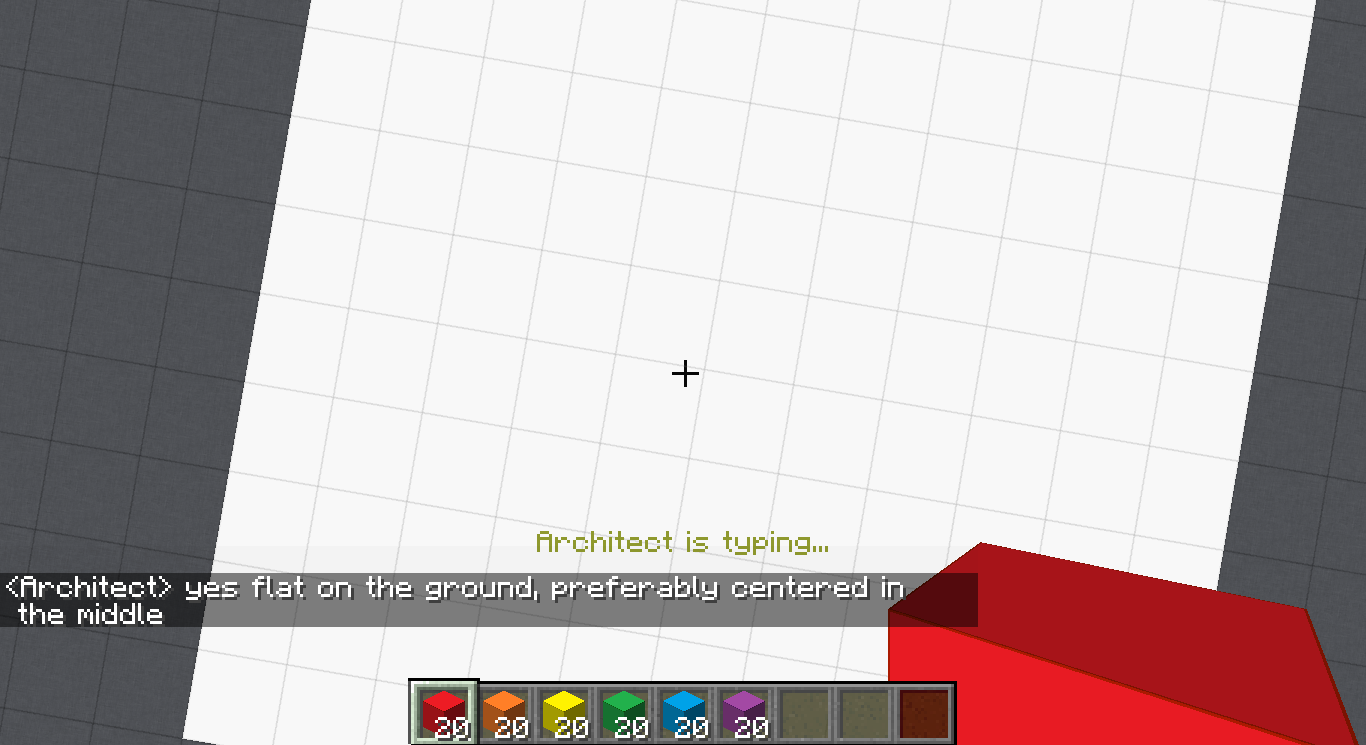 Architect is typing...
<Architect> yes flat on the ground, preferably centered in
the middle
20 20 20 20 20 20